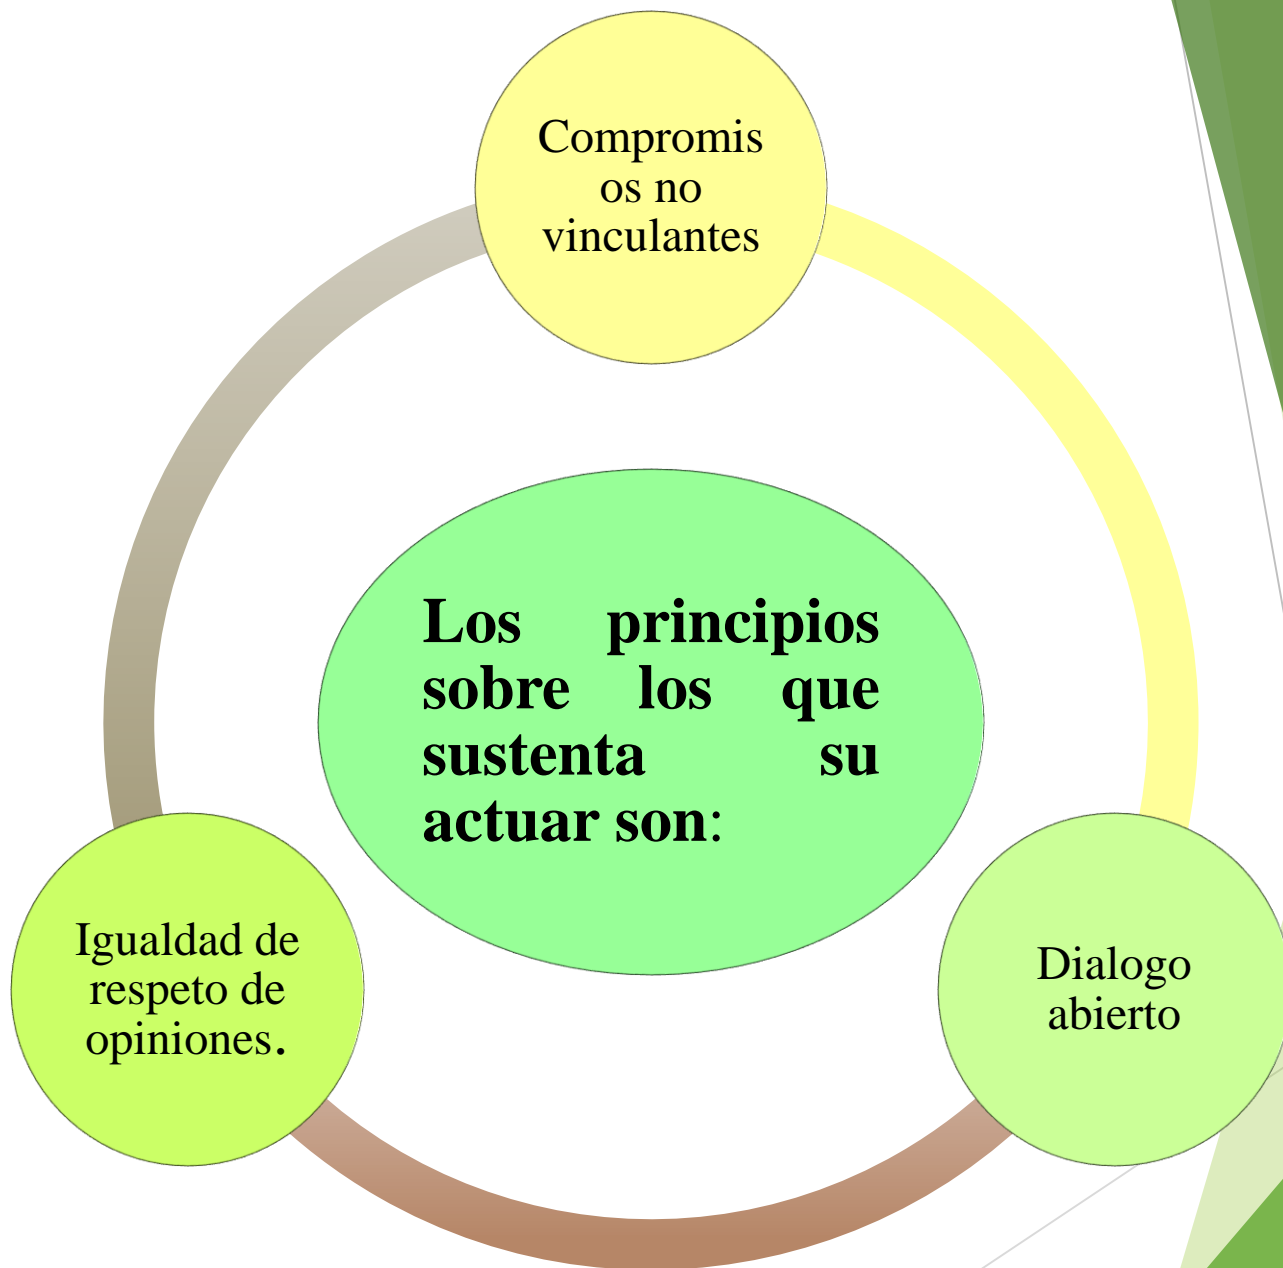 Compromis
os no
vinculantes
Los principios
sobre los que
sustenta su
actuar son:
Igualdad de
respeto de
opiniones.
Dialogo
abierto